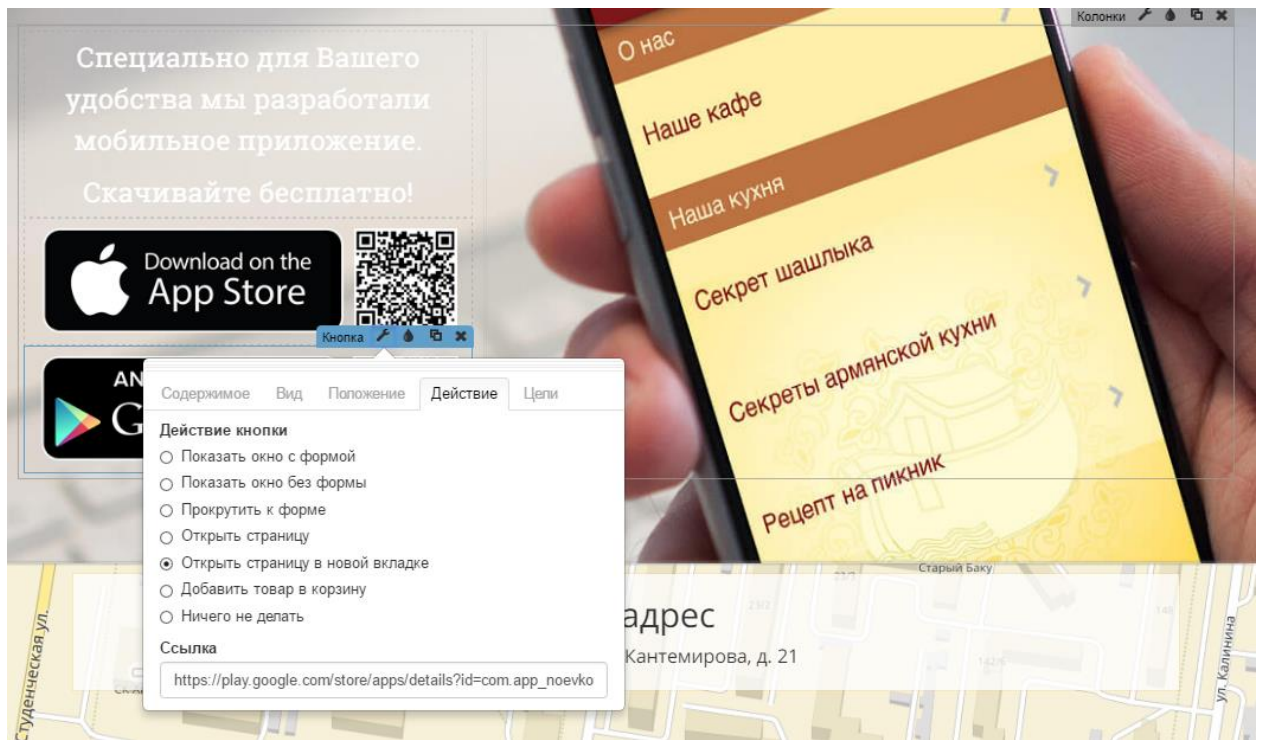 Колонки
Специально для Вашего
удобства мы разработали
мобильное приложение.
Скачивайте бесплатно!
Download on the
App Store
О нас
Наше кафе
Наша кухня
Секрет шашлыка
Секреты армянской кухни
Рецепт на пикник
Кнопка
AN
G
Содержимое Вид Положение Действие Цели
Действие кнопки
Показать окно с формой
Показать окно без формы
Прокрутить к форме
Открыть страницу
Открыть страницу в новой вкладке
Добавить товар в корзину
Ничего не делать
Ссылка
https://play.google.com/store/apps/details?id=com.app_noevko
Старый Баку
адрес
Кантемирова, д. 21
Студенческая ул.
ул. Калинина